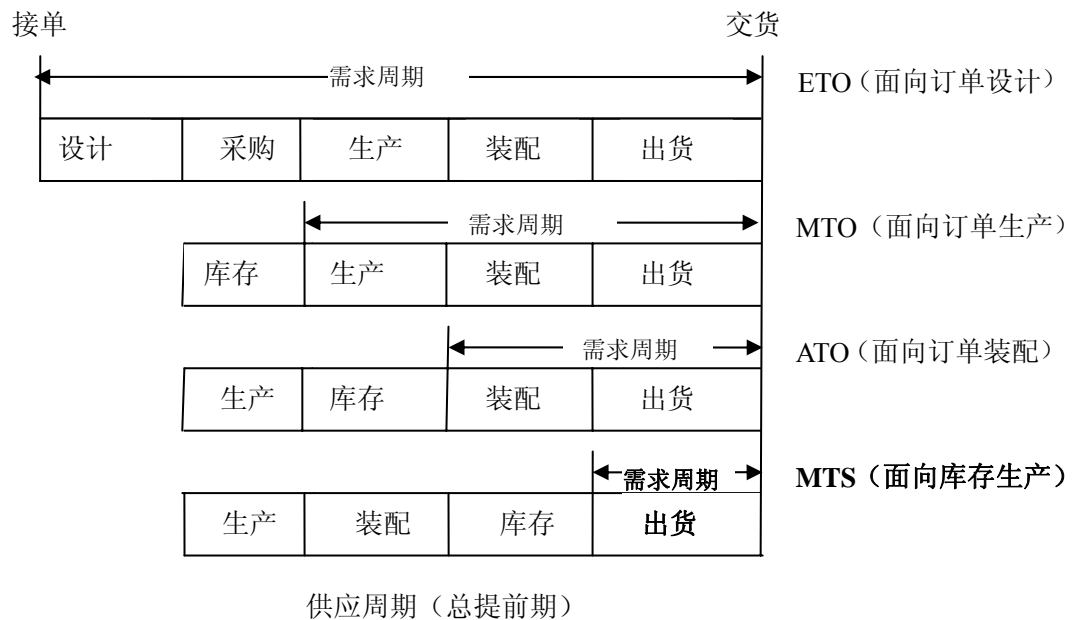 接单 交货
需求周期 ETO（面向订单设计）
设计 采购 生产 装配 出货
需求周期 MTO（面向订单生产）
库存 生产 装配 出货
需求周期 ATO（面向订单装配）
生产 库存 装配 出货
需求周期 MTS（面向库存生产）
生产 装配 库存 出货
供应周期（总提前期）